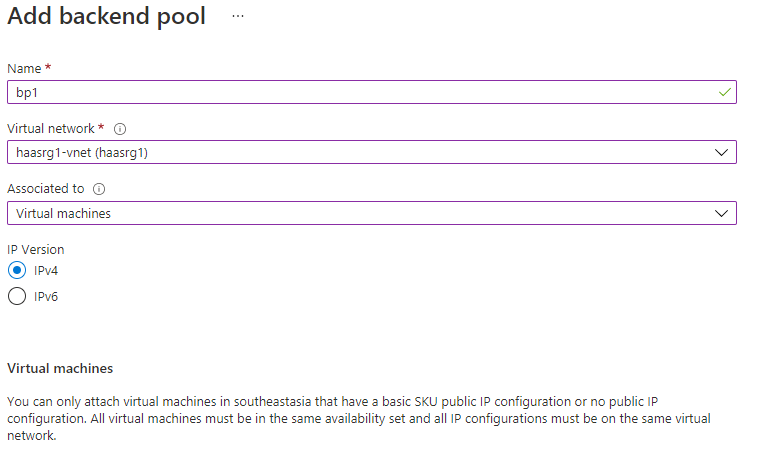 Add backend pool ...
Name *
bp1
Virtual network *
haasrg1-vnet (haasrg1)
Associated to
Virtual machines
IP Version
IPv4
IPv6
Virtual machines
You can only attach virtual machines in southeastasia that have a basic SKU public IP configuration or no public IP
configuration. All virtual machines must be in the same availability set and all IP configurations must be on the same virtual
network.